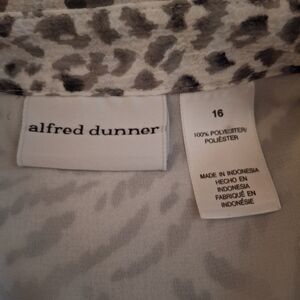 alfred dunner
16
100% POLYESTER/
POLIÉSTER
MADE IN INDONESIA
HECHO EN
INDONESIA
FABRIQUÉ EN
INDONÉSIE